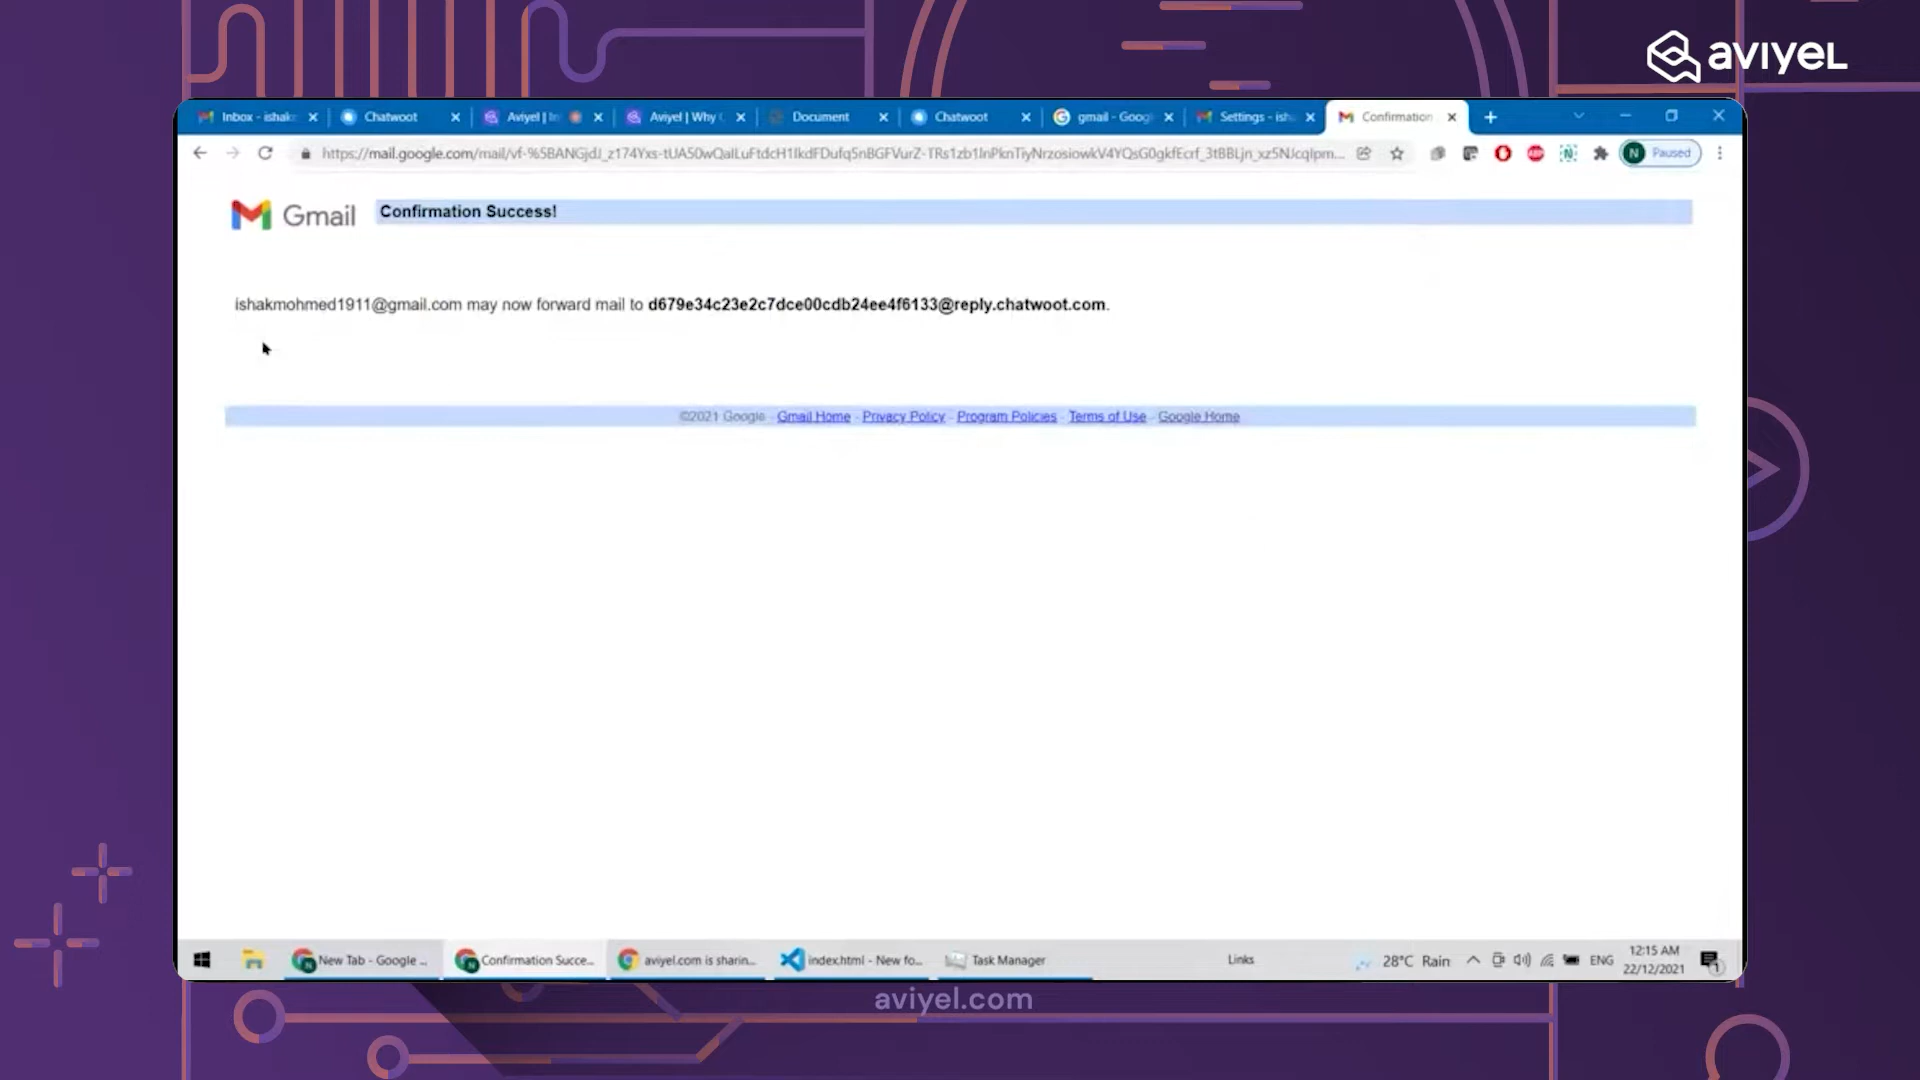 aviyel
Inbox - ishak
Chatwoot
Aviyel | In
Aviyel | Why
Document
Chatwoot
gmail - Goog
Settings - ish
Confirmation
N Paused
Gmail
Confirmation Success!
ishakmohmed1911@gmail.com may now forward mail to d679e34c23e2c7dce00cdb24ee4f6133@reply.chatwoot.com.
©2021 Google - Gmail Home - Privacy Policy - Program Policies - Terms of Use - Google Home
New Tab - Google ...
Confirmation Succe...
aviyel.com is sharin...
index.html - New fo...
Task Manager
Links
28°C Rain
ENG
12:15 AM
22/12/2021
1
aviyel.com